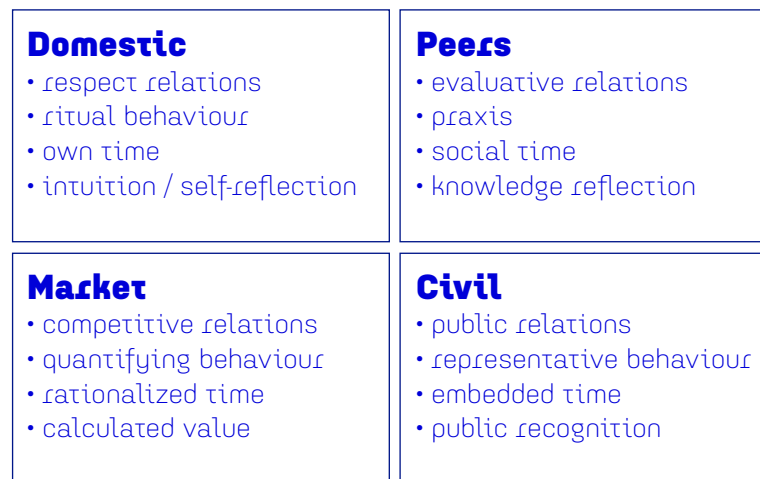 Domestic
• respect relations
• ritual behaviour
• own time
• intuition / self-reflection
Peers
• evaluative relations
• praxis
• social time
• knowledge reflection
Market
• competitive relations
• quantifying behaviour
• rationalized time
• calculated value
Civil
• public relations
• representative behaviour
• embedded time
• public recognition